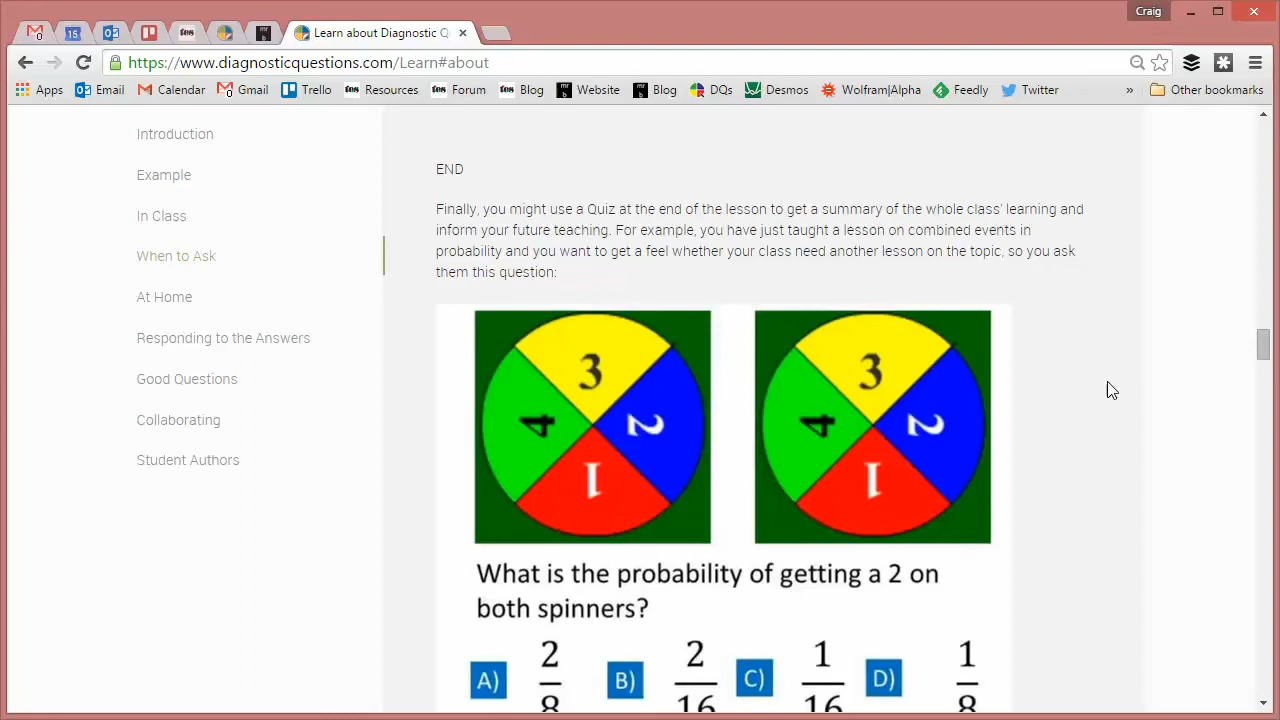 Craig
Learn about Diagnostic Q
https://www.diagnosticquestions.com/Learn#about
Apps Email Calendar Gmail Trello Resources Forum Blog Website Blog DQs Desmos Wolfram|Alpha Feedly Twitter » Other bookmarks
Introduction
Example
In Class
When to Ask
At Home
Responding to the Answers
Good Questions
Collaborating
Student Authors
END
Finally, you might use a Quiz at the end of the lesson to get a summary of the whole class' learning and
inform your future teaching. For example, you have just taught a lesson on combined events in
probability and you want to get a feel whether your class need another lesson on the topic, so you ask
them this question:
3 2 1 4
3 2 1 4
What is the probability of getting a 2 on
both spinners?
A) 2/8 B) 2/16 C) 1/16 D) 1/8